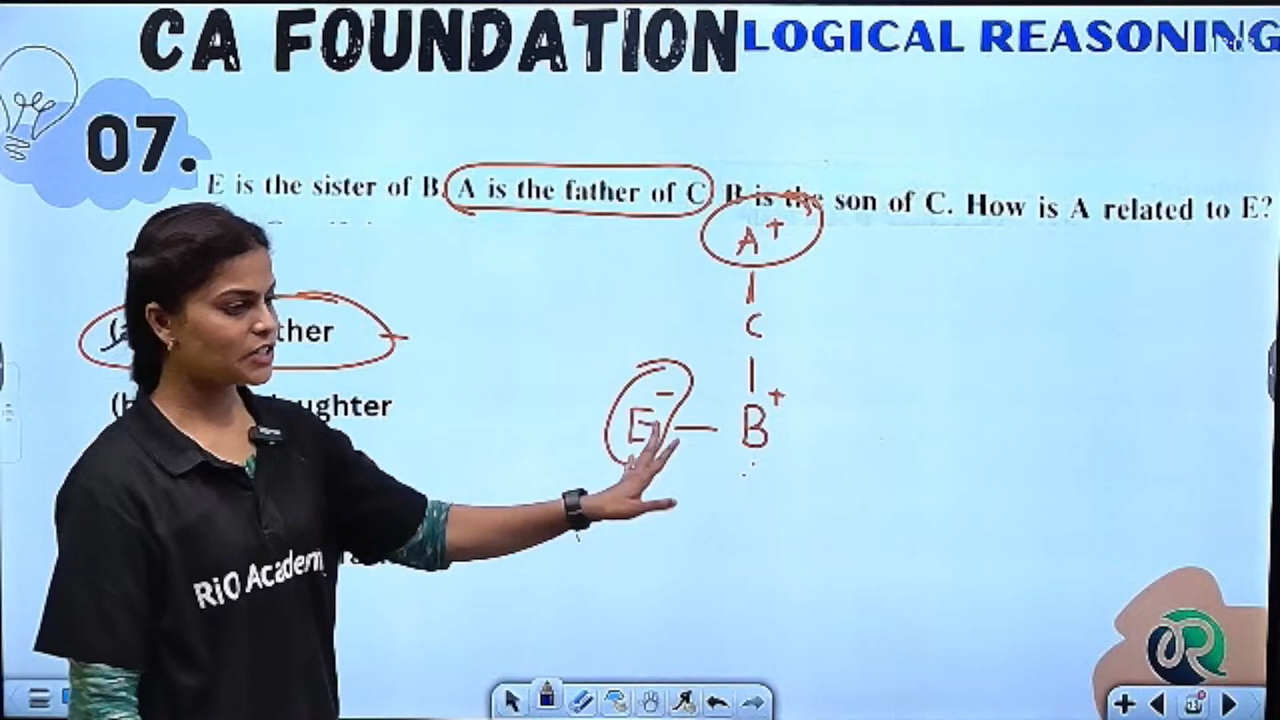 CA FOUNDATION LOGICAL REASONING
07.
E is the sister of B. A is the father of C. B is the son of C. How is A related to E?
A+
C
E- — B+
RiO Academy